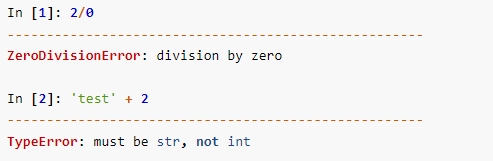 In [1]: 2/0
----------------------------------------------------
ZeroDivisionError: division by zero
In [2]: 'test' + 2
----------------------------------------------------
TypeError: must be str, not int